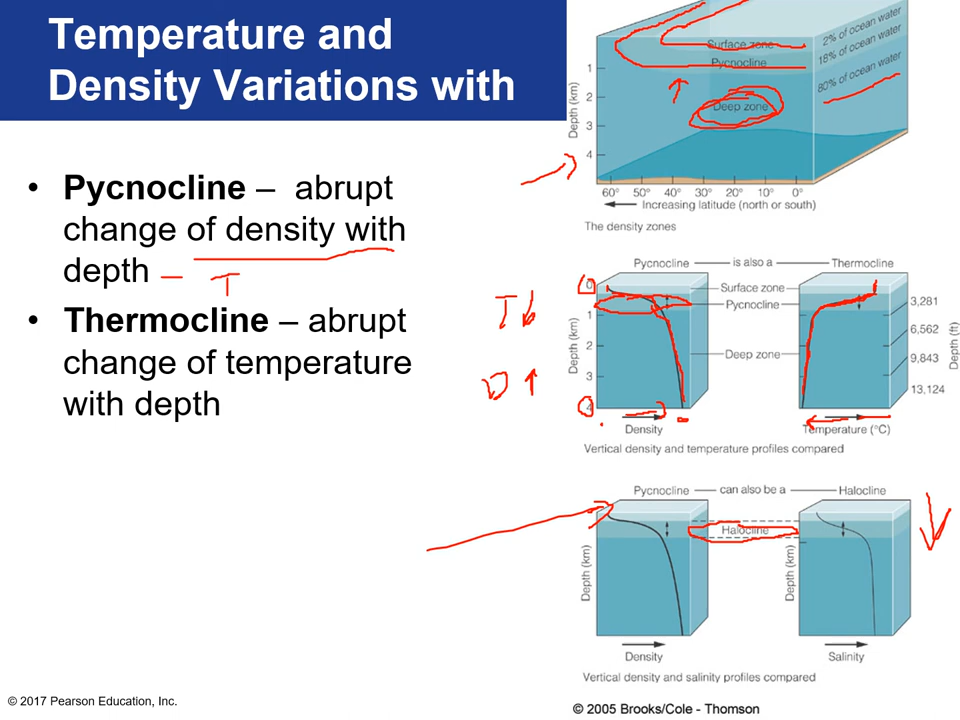 Temperature and
Density Variations with
• Pycnocline – abrupt
change of density with
depth – T
• Thermocline – abrupt
change of temperature
with depth
T↓
D↑
Surface zone
Pycnocline
Deep zone
2% of ocean water
18% of ocean water
80% of ocean water
Depth (km)
1
2
3
4
60° 50° 40° 30° 20° 10° 0°
Increasing latitude (north or south)
The density zones
Pycnocline — is also a — Thermocline
Surface zone
Pycnocline
Deep zone
Depth (km)
0
1
2
3
4
3,281
6,562
9,843
13,124
Depth (ft)
Density
Temperature (°C)
Vertical density and temperature profiles compared
Pycnocline — can also be a — Halocline
Halocline
Depth (km)
Depth (km)
Density
Salinity
Vertical density and salinity profiles compared
© 2017 Pearson Education, Inc.
© 2005 Brooks/Cole - Thomson